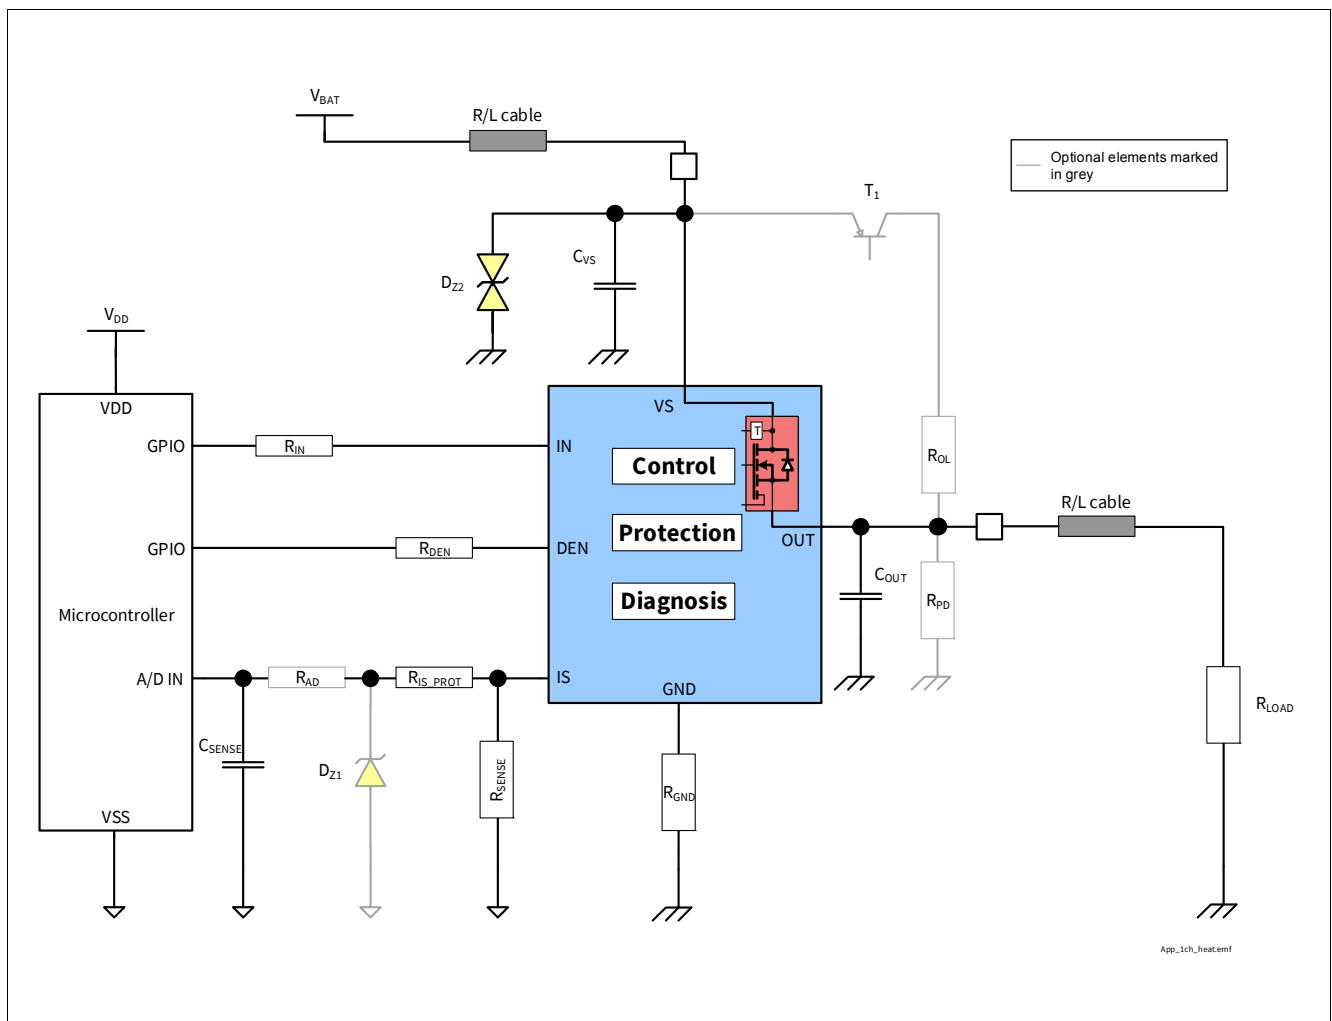 VBAT
R/L cable
Optional elements marked
in grey
T1
CVS
DZ2
VDD
VDD
VS
GPIO
RIN
IN
T
Control
ROL
R/L cable
Protection
OUT
GPIO
RDEN
DEN
COUT
RPD
Diagnosis
Microcontroller
A/D IN
RAD
RIS_PROT
IS
GND
RLOAD
CSENSE
DZ1
RSENSE
RGND
VSS
App_1ch_heat.emf